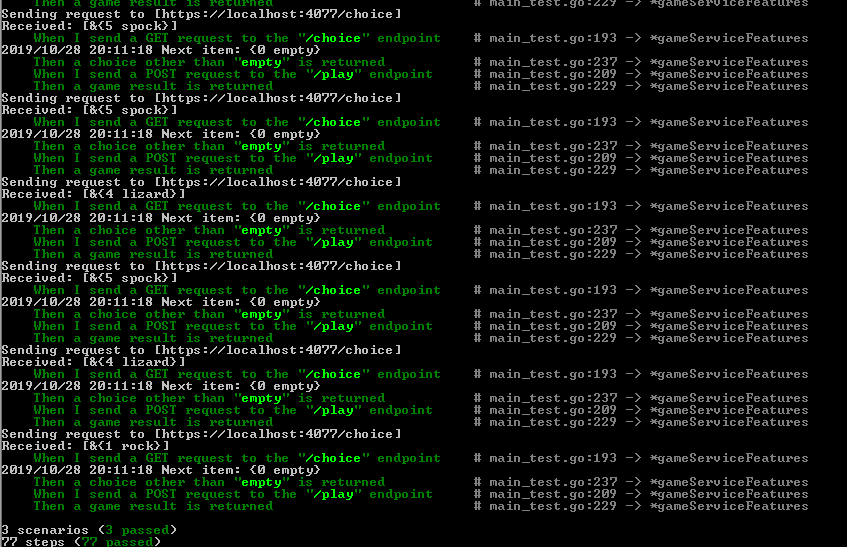 Then a game result is returned # main_test.go:229 -> *gameServiceFeatures
Sending request to [https://localhost:4077/choice]
Received: [&{5 spock}]
When I send a GET request to the "/choice" endpoint # main_test.go:193 -> *gameServiceFeatures
2019/10/28 20:11:18 Next item: {0 empty}
Then a choice other than "empty" is returned # main_test.go:237 -> *gameServiceFeatures
When I send a POST request to the "/play" endpoint # main_test.go:209 -> *gameServiceFeatures
Then a game result is returned # main_test.go:229 -> *gameServiceFeatures
Sending request to [https://localhost:4077/choice]
Received: [&{5 spock}]
When I send a GET request to the "/choice" endpoint # main_test.go:193 -> *gameServiceFeatures
2019/10/28 20:11:18 Next item: {0 empty}
Then a choice other than "empty" is returned # main_test.go:237 -> *gameServiceFeatures
When I send a POST request to the "/play" endpoint # main_test.go:209 -> *gameServiceFeatures
Then a game result is returned # main_test.go:229 -> *gameServiceFeatures
Sending request to [https://localhost:4077/choice]
Received: [&{4 lizard}]
When I send a GET request to the "/choice" endpoint # main_test.go:193 -> *gameServiceFeatures
2019/10/28 20:11:18 Next item: {0 empty}
Then a choice other than "empty" is returned # main_test.go:237 -> *gameServiceFeatures
When I send a POST request to the "/play" endpoint # main_test.go:209 -> *gameServiceFeatures
Then a game result is returned # main_test.go:229 -> *gameServiceFeatures
Sending request to [https://localhost:4077/choice]
Received: [&{5 spock}]
When I send a GET request to the "/choice" endpoint # main_test.go:193 -> *gameServiceFeatures
2019/10/28 20:11:18 Next item: {0 empty}
Then a choice other than "empty" is returned # main_test.go:237 -> *gameServiceFeatures
When I send a POST request to the "/play" endpoint # main_test.go:209 -> *gameServiceFeatures
Then a game result is returned # main_test.go:229 -> *gameServiceFeatures
Sending request to [https://localhost:4077/choice]
Received: [&{4 lizard}]
When I send a GET request to the "/choice" endpoint # main_test.go:193 -> *gameServiceFeatures
2019/10/28 20:11:18 Next item: {0 empty}
Then a choice other than "empty" is returned # main_test.go:237 -> *gameServiceFeatures
When I send a POST request to the "/play" endpoint # main_test.go:209 -> *gameServiceFeatures
Then a game result is returned # main_test.go:229 -> *gameServiceFeatures
Sending request to [https://localhost:4077/choice]
Received: [&{1 rock}]
When I send a GET request to the "/choice" endpoint # main_test.go:193 -> *gameServiceFeatures
2019/10/28 20:11:18 Next item: {0 empty}
Then a choice other than "empty" is returned # main_test.go:237 -> *gameServiceFeatures
When I send a POST request to the "/play" endpoint # main_test.go:209 -> *gameServiceFeatures
Then a game result is returned # main_test.go:229 -> *gameServiceFeatures
3 scenarios (3 passed)
77 steps (77 passed)